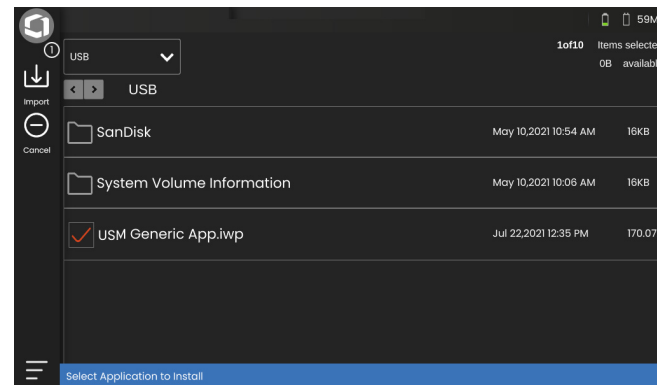 59M
1
USB
1of10 Items selecte
0B availabl
USB
Import
SanDisk May 10,2021 10:54 AM 16KB
Cancel
System Volume Information May 10,2021 10:06 AM 16KB
USM Generic App.iwp Jul 22,2021 12:35 PM 170.07
Select Application to Install